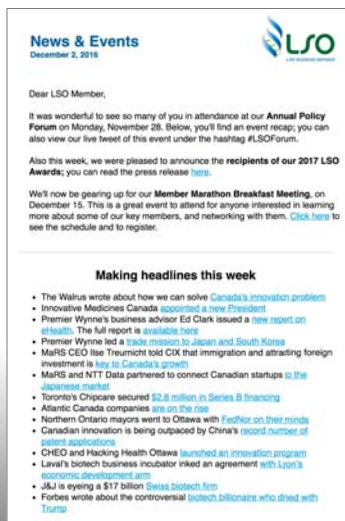 News & Events
December 2, 2016
LSO
LIFE SCIENCES ONTARIO
Dear LSO Member,
It was wonderful to see so many of you in attendance at our Annual Policy
Forum on Monday, November 28. Below, you'll find an event recap; you can
also view our live tweet of this event under the hashtag #LSOForum.
Also this week, we were pleased to announce the recipients of our 2017 LSO
Awards; you can read the press release here.
We'll now be gearing up for our Member Marathon Breakfast Meeting, on
December 15. This is a great event to attend for anyone interested in learning
more about some of our key members, and networking with them. Click here to
see the schedule and to register.
Making headlines this week
• The Walrus wrote about how we can solve Canada's innovation problem
• Innovative Medicines Canada appointed a new President
• Premier Wynne's business advisor Ed Clark issued a new report on
eHealth. The full report is available here
• Premier Wynne led a trade mission to Japan and South Korea
• MaRS CEO Ilse Treurnicht told CIX that immigration and attracting foreign
investment is key to Canada's growth
• MaRS and NTT Data partnered to connect Canadian startups to the
Japanese market
• Toronto's Chipcare secured $2.6 million in Series B financing
• Atlantic Canada companies are on the rise
• Northern Ontario mayors went to Ottawa with FedNor on their minds
• Canadian innovation is being outpaced by China's record number of
patent applications
• CHEO and Hacking Health Ottawa launched an innovation program
• Laval's biotech business incubator inked an agreement with Lyon's
economic development arm
• J&J is eyeing a $17 billion Swiss biotech firm
• Forbes wrote about the controversial biotech billionaire who dined with
Trump